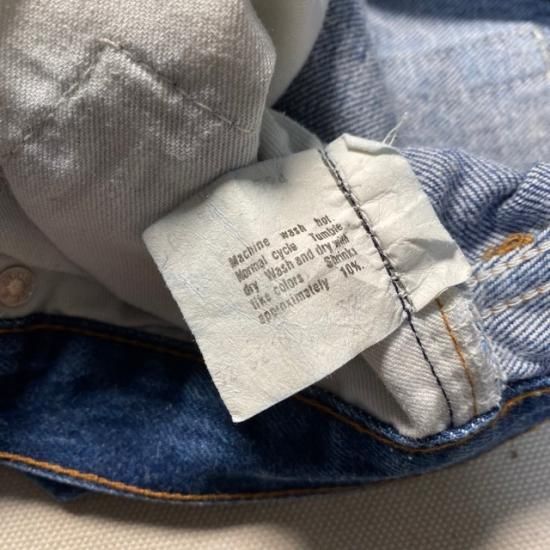 Machine wash hot.
Normal cycle Tumble
dry Wash and dry with
like colors Shrinks
approximately 10%.